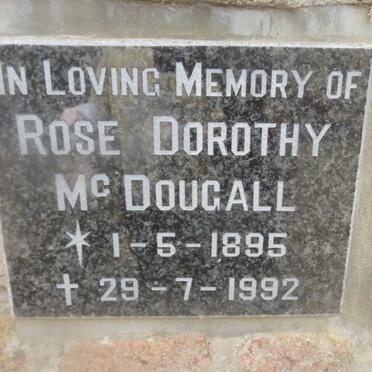 IN LOVING MEMORY OF
ROSE DOROTHY
MCDOUGALL
* 1-5-1895
† 29-7-1992